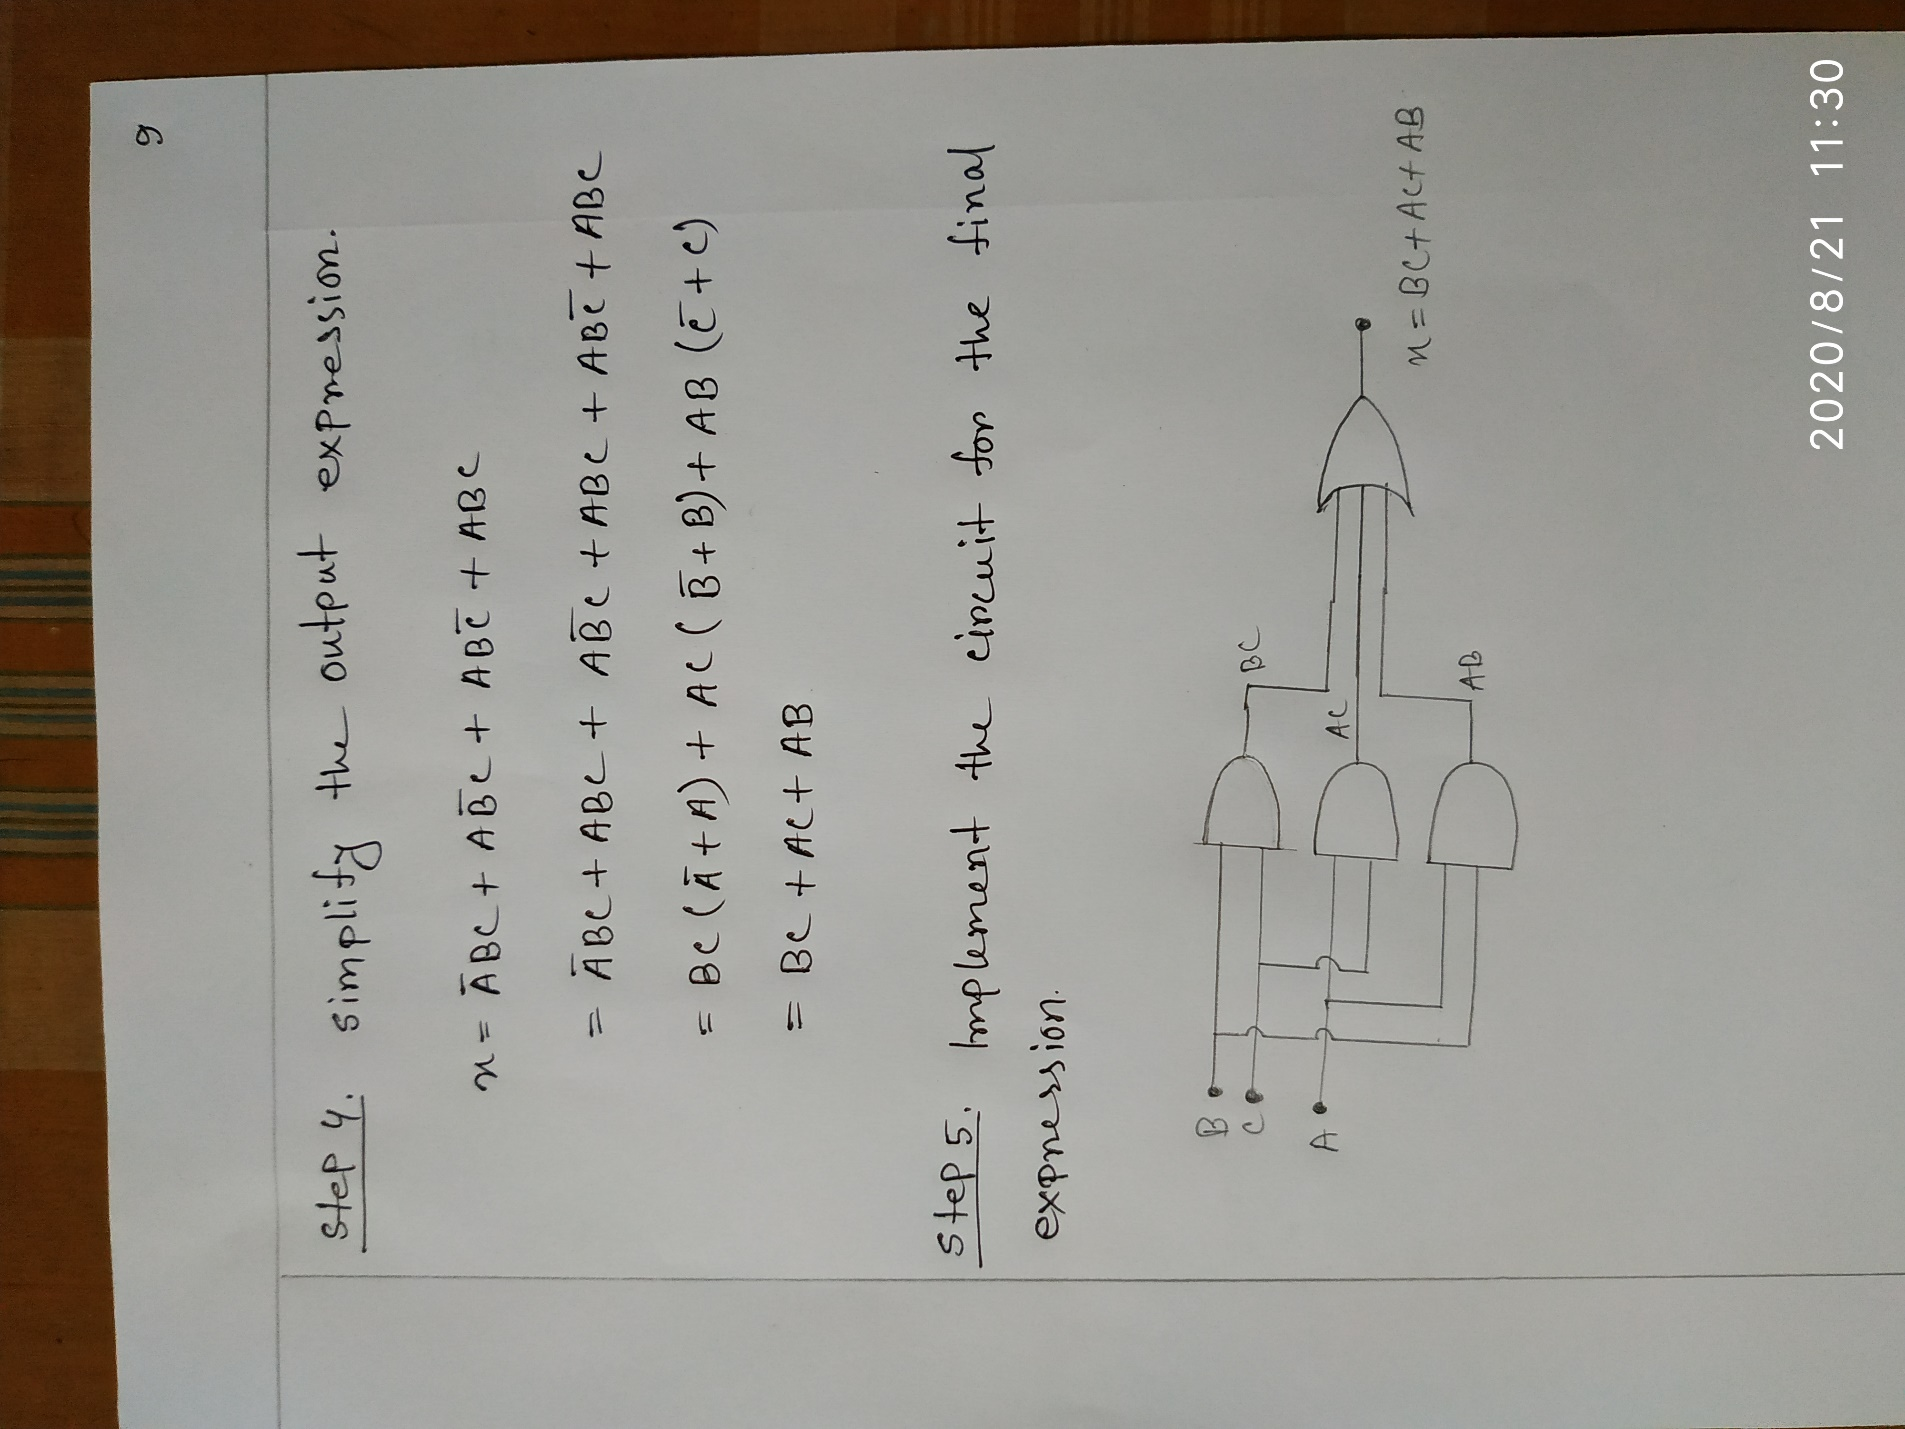 9
Step 4. simplify the output expression.
x = A̅BC + AB̅C + ABC̅ + ABC
= A̅BC + ABC + AB̅C + ABC + ABC̅ + ABC
= BC (A̅ + A) + AC (B̅ + B) + AB (C̅ + C)
= BC + AC + AB
Step 5. Implement the circuit for the final
expression.
B
C
A
BC
AC
AB
x = BC + AC + AB
2020/8/21 11:30